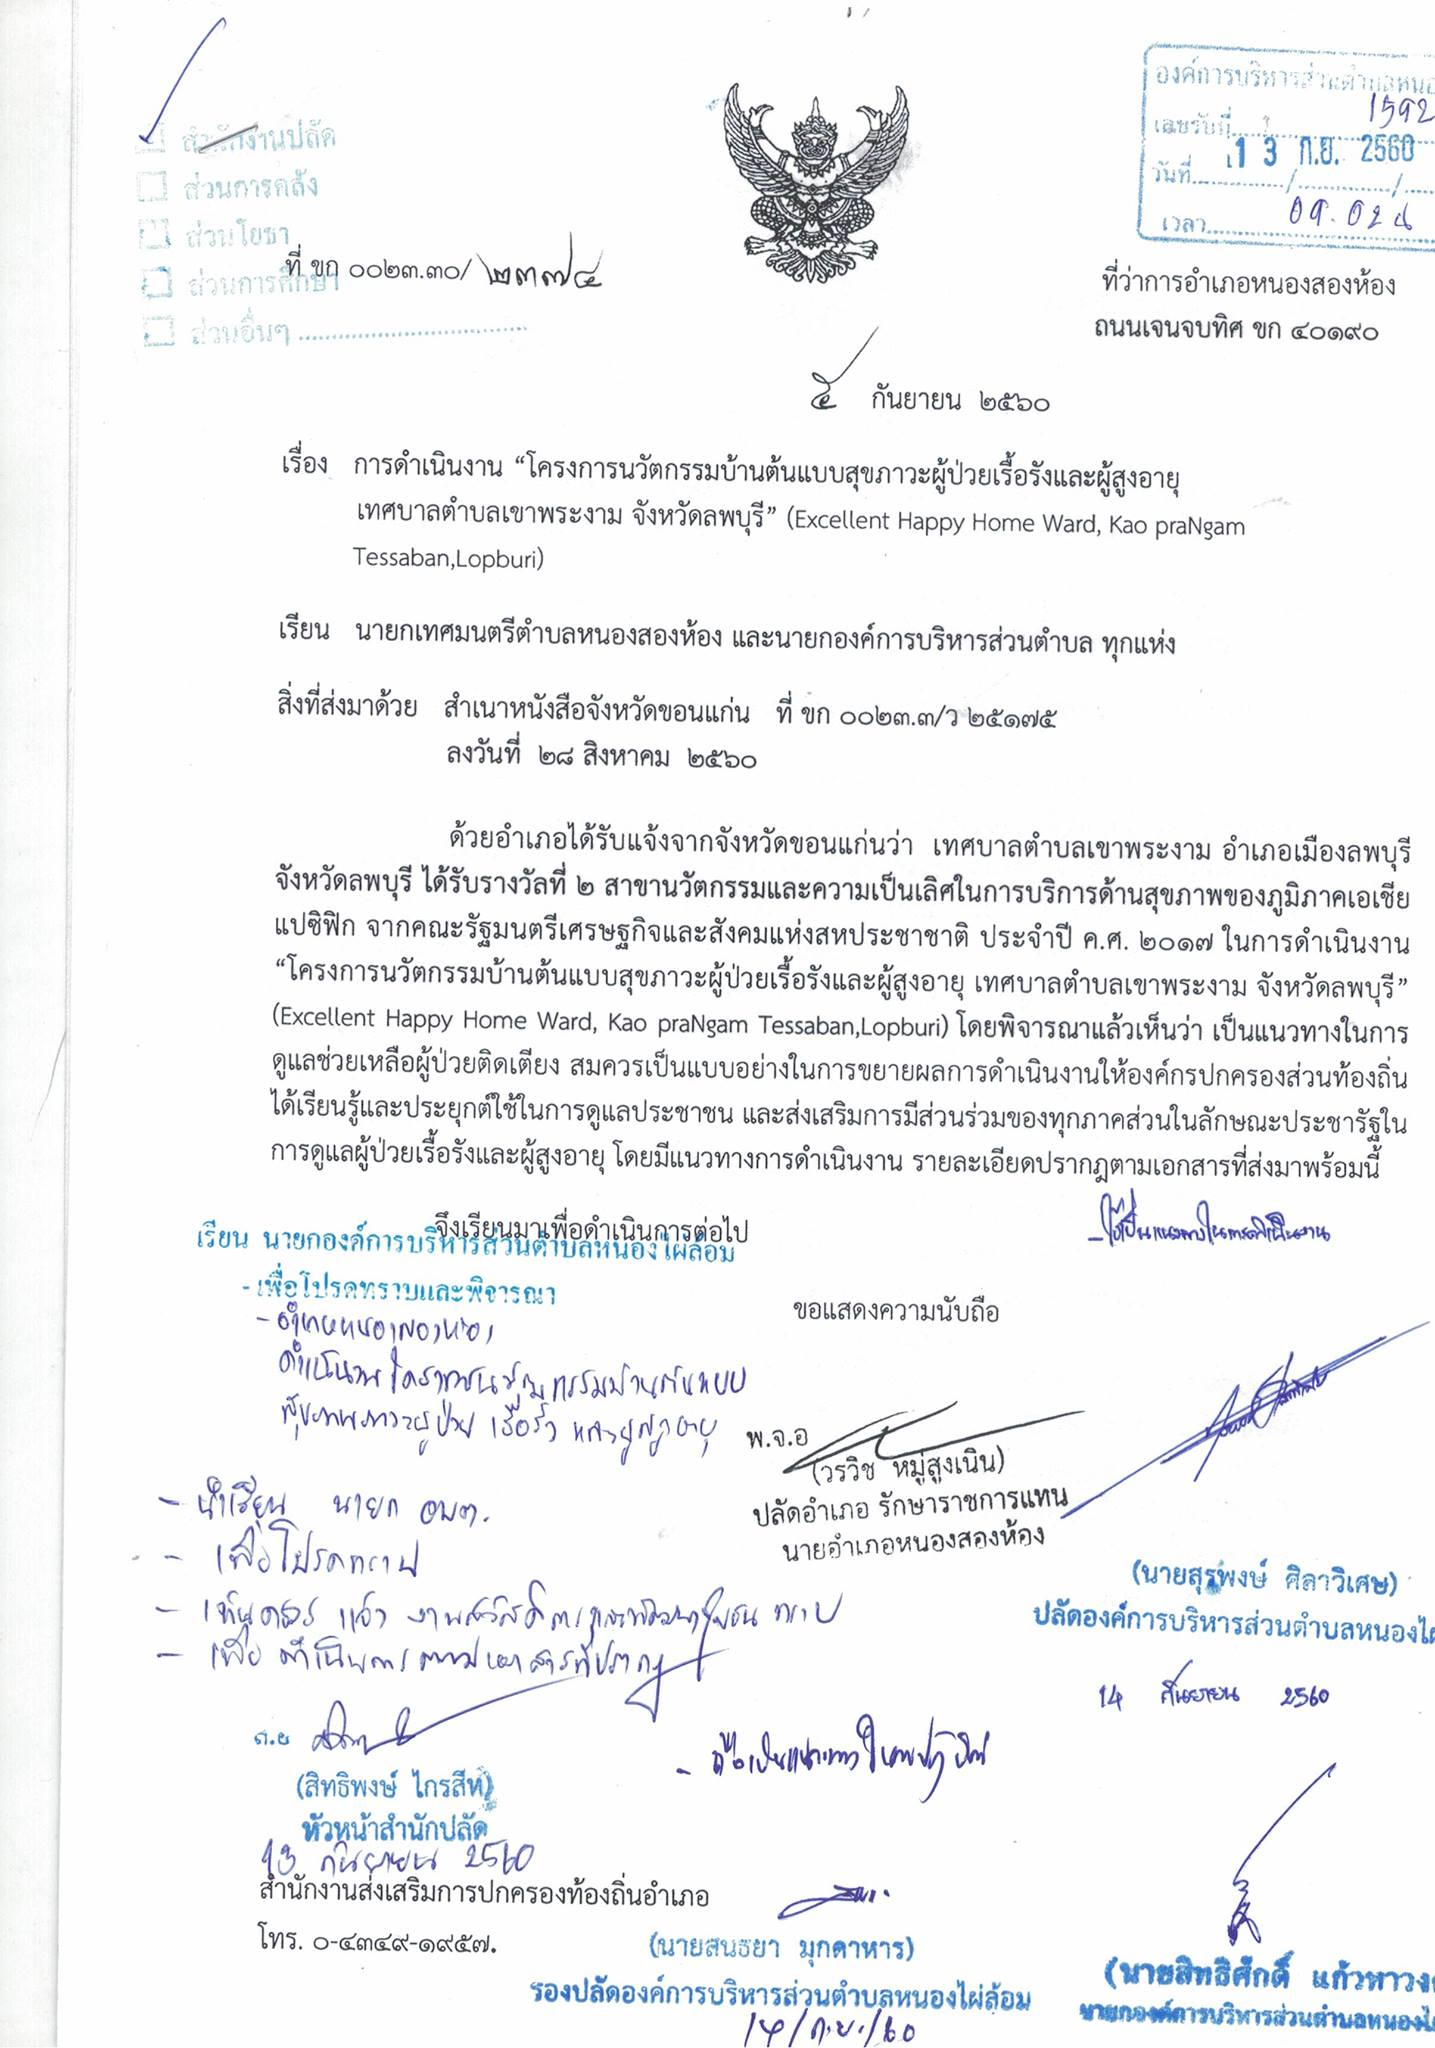 องค์การบริหารส่วนตำบลหนอง
เลขรับที่ 1592
วันที่ 13 ก.ย. 2560
เวลา 09.02 น
สำนักงานปลัด
ส่วนการคลัง
ส่วนโยธา
ส่วนการศึกษา
ส่วนอื่นๆ
ที่ ขก ๐๐๒๓.๓๐/๒๓๗๔
ที่ว่าการอำเภอหนองสองห้อง
ถนนเจนจบทิศ ขก ๔๐๑๙๐
๕ กันยายน ๒๕๖๐
เรื่อง การดำเนินงาน “โครงการนวัตกรรมบ้านต้นแบบสุขภาวะผู้ป่วยเรื้อรังและผู้สูงอายุ
เทศบาลตำบลเขาพระงาม จังหวัดลพบุรี” (Excellent Happy Home Ward, Kao praNgam
Tessaban,Lopburi)
เรียน นายกเทศมนตรีตำบลหนองสองห้อง และนายกองค์การบริหารส่วนตำบล ทุกแห่ง
สิ่งที่ส่งมาด้วย สำเนาหนังสือจังหวัดขอนแก่น ที่ ขก ๐๐๒๓.๓/ว ๒๕๑๗๕
ลงวันที่ ๒๘ สิงหาคม ๒๕๖๐
ด้วยอำเภอได้รับแจ้งจากจังหวัดขอนแก่นว่า เทศบาลตำบลเขาพระงาม อำเภอเมืองลพบุรี
จังหวัดลพบุรี ได้รับรางวัลที่ ๒ สาขานวัตกรรมและความเป็นเลิศในการบริการด้านสุขภาพของภูมิภาคเอเชีย
แปซิฟิก จากคณะรัฐมนตรีเศรษฐกิจและสังคมแห่งสหประชาชาติ ประจำปี ค.ศ. ๒๐๑๗ ในการดำเนินงาน
“โครงการนวัตกรรมบ้านต้นแบบสุขภาวะผู้ป่วยเรื้อรังและผู้สูงอายุ เทศบาลตำบลเขาพระงาม จังหวัดลพบุรี”
(Excellent Happy Home Ward, Kao praNgam Tessaban,Lopburi) โดยพิจารณาแล้วเห็นว่า เป็นแนวทางในการ
ดูแลช่วยเหลือผู้ป่วยติดเตียง สมควรเป็นแบบอย่างในการขยายผลการดำเนินงานให้องค์กรปกครองส่วนท้องถิ่น
ได้เรียนรู้และประยุกต์ใช้ในการดูแลประชาชน และส่งเสริมการมีส่วนร่วมของทุกภาคส่วนในลักษณะประชารัฐใน
การดูแลผู้ป่วยเรื้อรังและผู้สูงอายุ โดยมีแนวทางการดำเนินงาน รายละเอียดปรากฎตามเอกสารที่ส่งมาพร้อมนี้
จึงเรียนมาเพื่อดำเนินการต่อไป
เรียน นายกองค์การบริหารส่วนตำบลหนองไผ่ล้อม
-เพื่อโปรดทราบและพิจารณา
ขอแสดงความนับถือ
- อำเภอหนองสองห้อง
พ.จ.อ
(วรวิช หมู่สูงเนิน)
ปลัดอำเภอ รักษาราชการแทน
นายอำเภอหนองสองห้อง
- นำเรียน นายก อบต.
- เพื่อโปรดทราบ
(นายสุรพงษ์ ศิลาวิเศษ)
ปลัดองค์การบริหารส่วนตำบลหนองไผ่
14 กันยายน 2560
(สิทธิพงษ์ ไกรสีห์)
หัวหน้าสำนักปลัด
13 กันยายน 2560
สำนักงานส่งเสริมการปกครองท้องถิ่นอำเภอ
โทร. ๐-๔๓๔๙-๑๙๕๗.
(นายสนธยา มุกดาหาร)
รองปลัดองค์การบริหารส่วนตำบลหนองไผ่ล้อม
14/ก.ย./60
(นายสิทธิศักดิ์ แก้วหาวง
นายกองค์การบริหารส่วนตำบลหนองไผ่